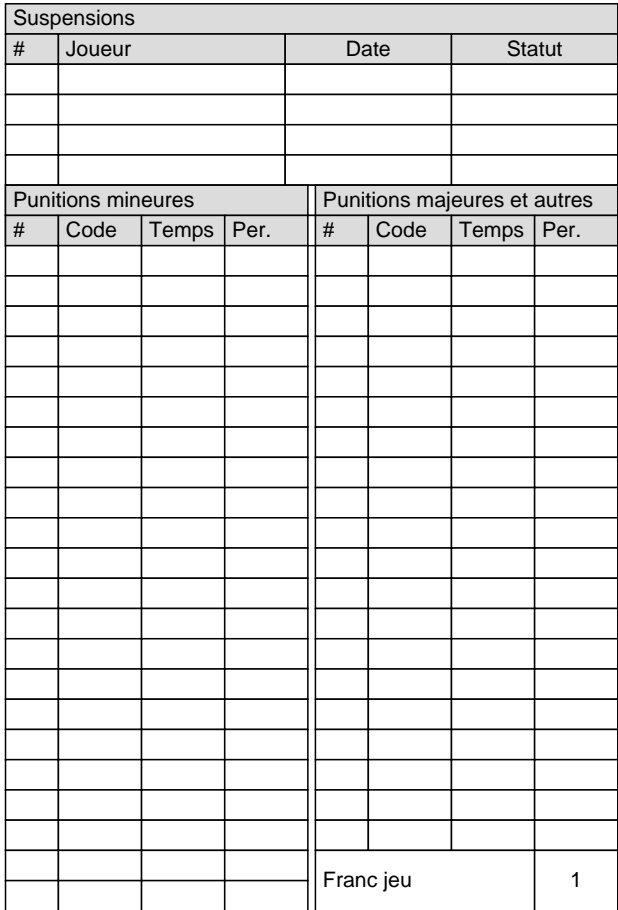 Suspensions
# Joueur Date Statut
Punitions mineures Punitions majeures et autres
# Code Temps Per. # Code Temps Per.
Franc jeu 1